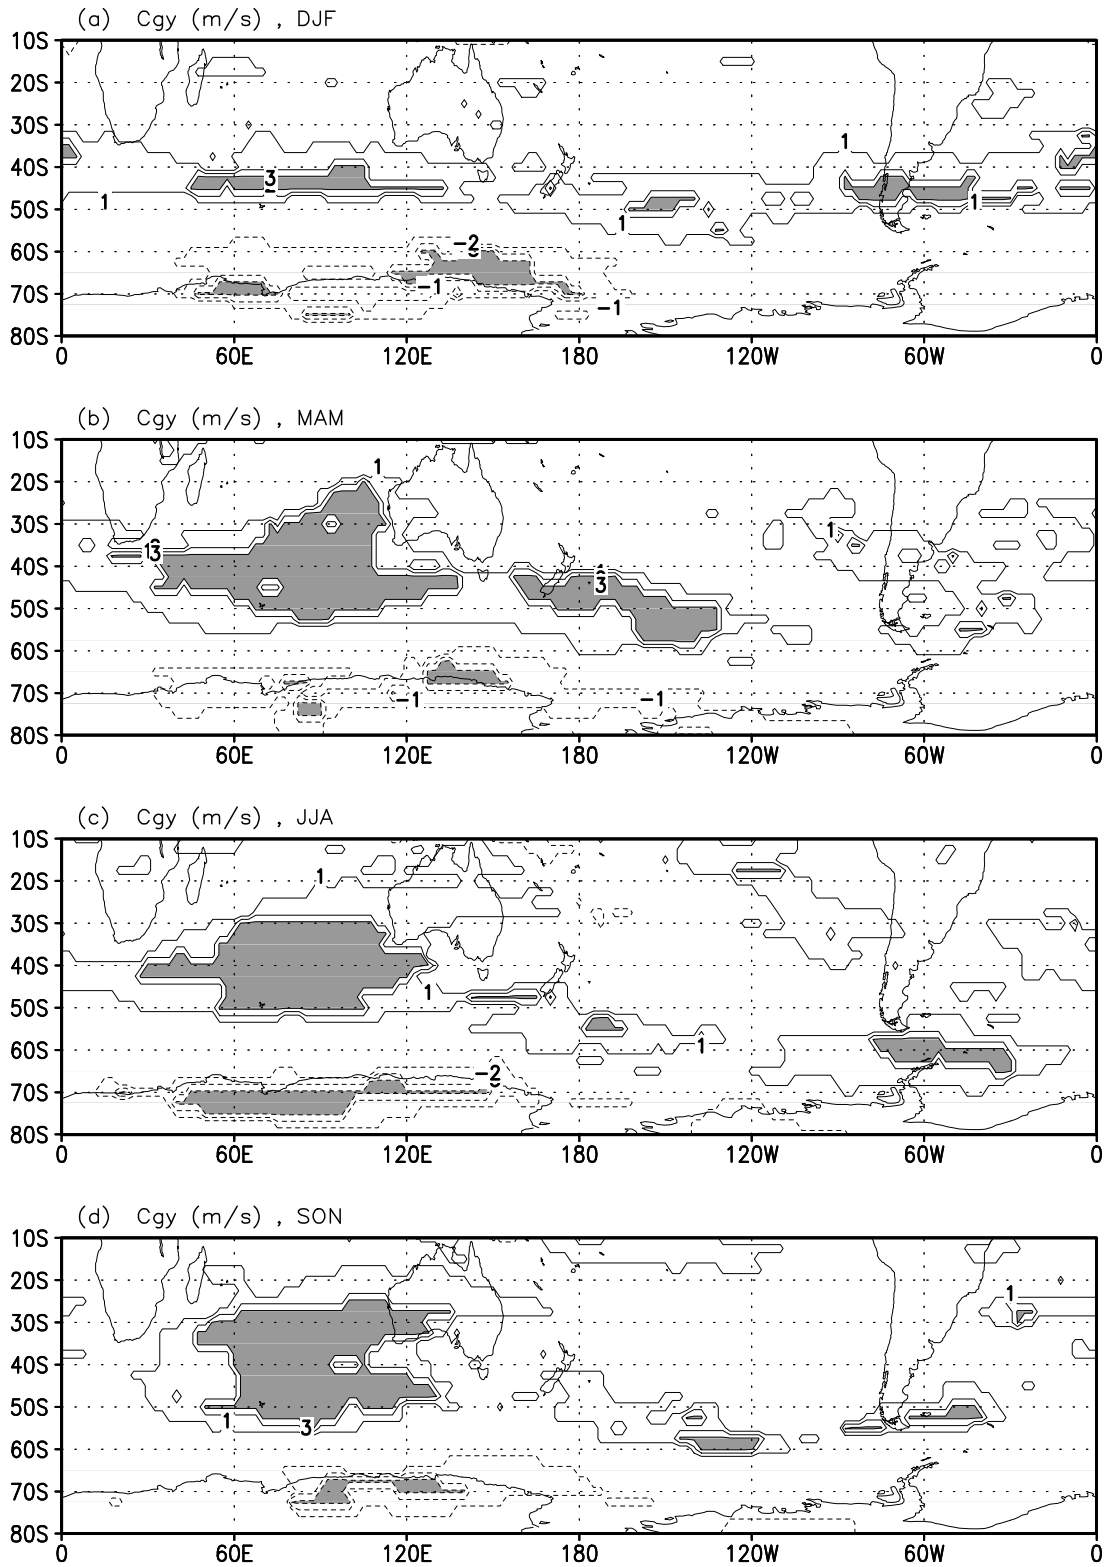 (a) Cgy (m/s) , DJF
10S
20S
30S
40S
50S
60S
70S
80S
1
3
1
1
1
1
−2
−1
−1
0 60E 120E 180 120W 60W 0
(b) Cgy (m/s) , MAM
10S
20S
30S
40S
50S
60S
70S
80S
1
1
3
1
3
−1
−1
0 60E 120E 180 120W 60W 0
(c) Cgy (m/s) , JJA
10S
20S
30S
40S
50S
60S
70S
80S
1
1
1
−2
0 60E 120E 180 120W 60W 0
(d) Cgy (m/s) , SON
10S
20S
30S
40S
50S
60S
70S
80S
1
1
3
0 60E 120E 180 120W 60W 0